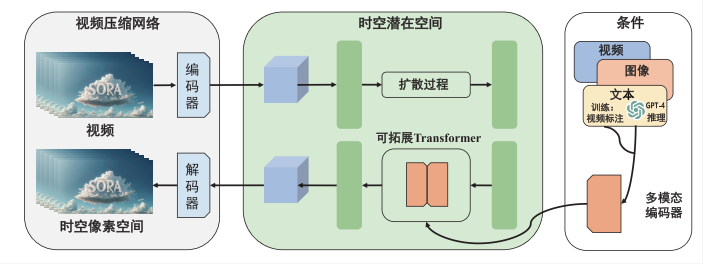 视频压缩网络
SORA
视频
编码器
SORA
时空像素空间
解码器
时空潜在空间
扩散过程
可拓展Transformer
条件
视频
图像
文本
训练：
视频标注
GPT-4
推理
多模态
编码器